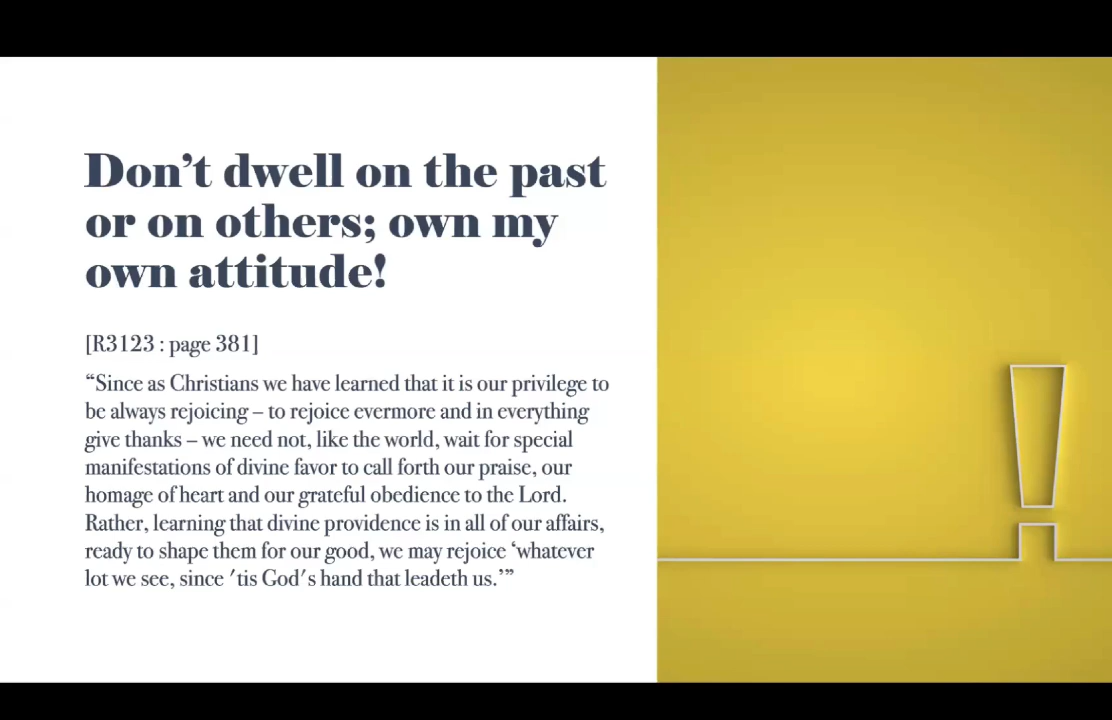 Don’t dwell on the past
or on others; own my
own attitude!
[R3123 : page 381]
“Since as Christians we have learned that it is our privilege to
be always rejoicing – to rejoice evermore and in everything
give thanks – we need not, like the world, wait for special
manifestations of divine favor to call forth our praise, our
homage of heart and our grateful obedience to the Lord.
Rather, learning that divine providence is in all of our affairs,
ready to shape them for our good, we may rejoice ‘whatever
lot we see, since 'tis God's hand that leadeth us.’”